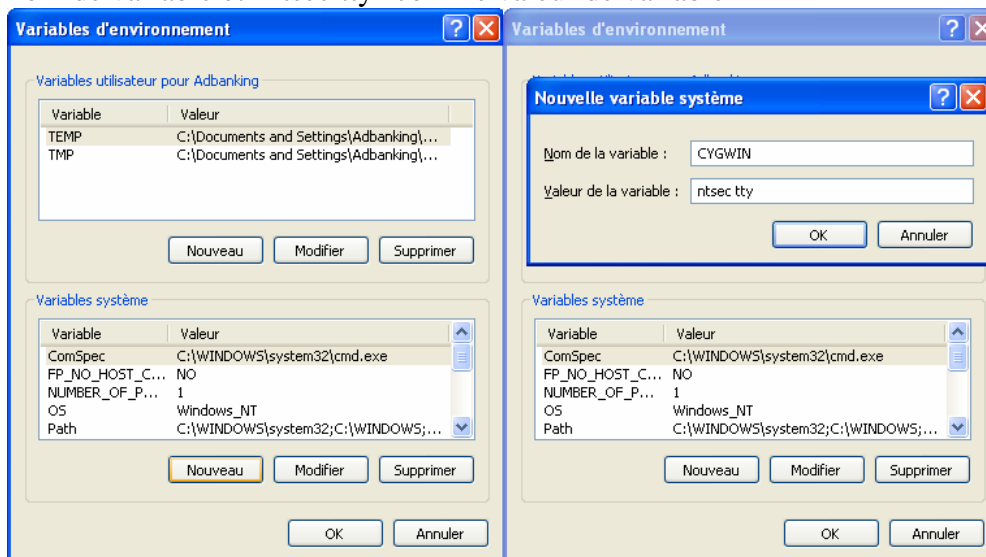 Variables d'environnement
Variables utilisateur pour Adbanking
Variable Valeur
TEMP C:\Documents and Settings\Adbanking\...
TMP C:\Documents and Settings\Adbanking\...
Nouveau Modifier Supprimer
Variables système
Variable Valeur
ComSpec C:\WINDOWS\system32\cmd.exe
FP_NO_HOST_C... NO
NUMBER_OF_P... 1
OS Windows_NT
Path C:\WINDOWS\system32;C:\WINDOWS;...
Nouveau Modifier Supprimer
OK Annuler
Variables d'environnement
Nouvelle variable système
Nom de la variable : CYGWIN
Valeur de la variable : ntsec tty
OK Annuler
Variables système
Variable Valeur
ComSpec C:\WINDOWS\system32\cmd.exe
FP_NO_HOST_C... NO
NUMBER_OF_P... 1
OS Windows_NT
Path C:\WINDOWS\system32;C:\WINDOWS;...
Nouveau Modifier Supprimer
OK Annuler